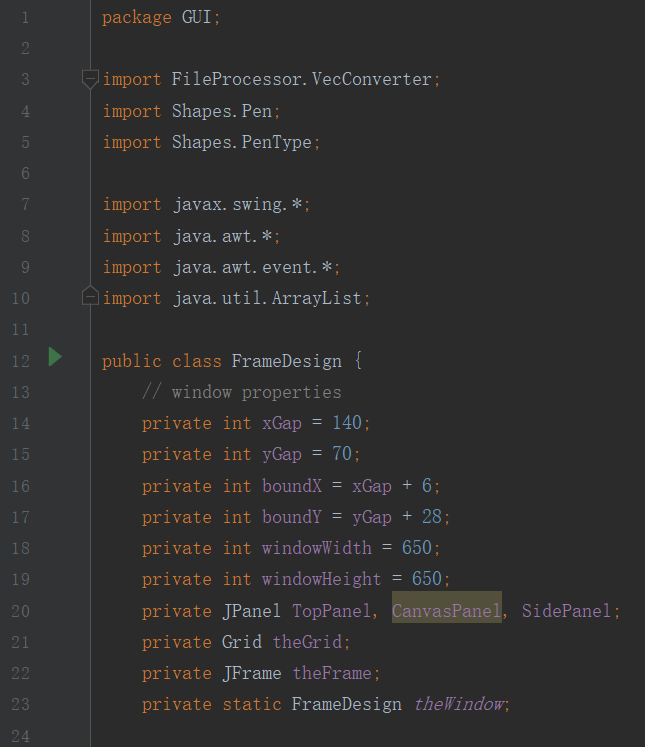 1 package GUI;
2
3 import FileProcessor.VecConverter;
4 import Shapes.Pen;
5 import Shapes.PenType;
6
7 import javax.swing.*;
8 import java.awt.*;
9 import java.awt.event.*;
10 import java.util.ArrayList;
11
12 public class FrameDesign {
13 // window properties
14 private int xGap = 140;
15 private int yGap = 70;
16 private int boundX = xGap + 6;
17 private int boundY = yGap + 28;
18 private int windowWidth = 650;
19 private int windowHeight = 650;
20 private JPanel TopPanel, CanvasPanel, SidePanel;
21 private Grid theGrid;
22 private JFrame theFrame;
23 private static FrameDesign theWindow;
24